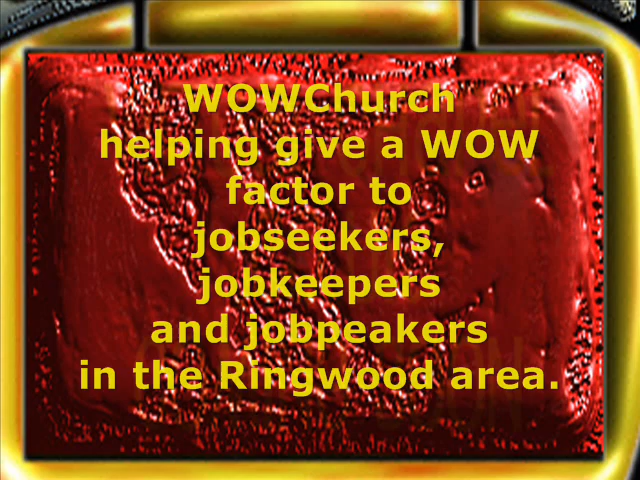 WOWChurch
helping give a WOW
factor to
jobseekers,
jobkeepers
and jobpeakers
in the Ringwood area.